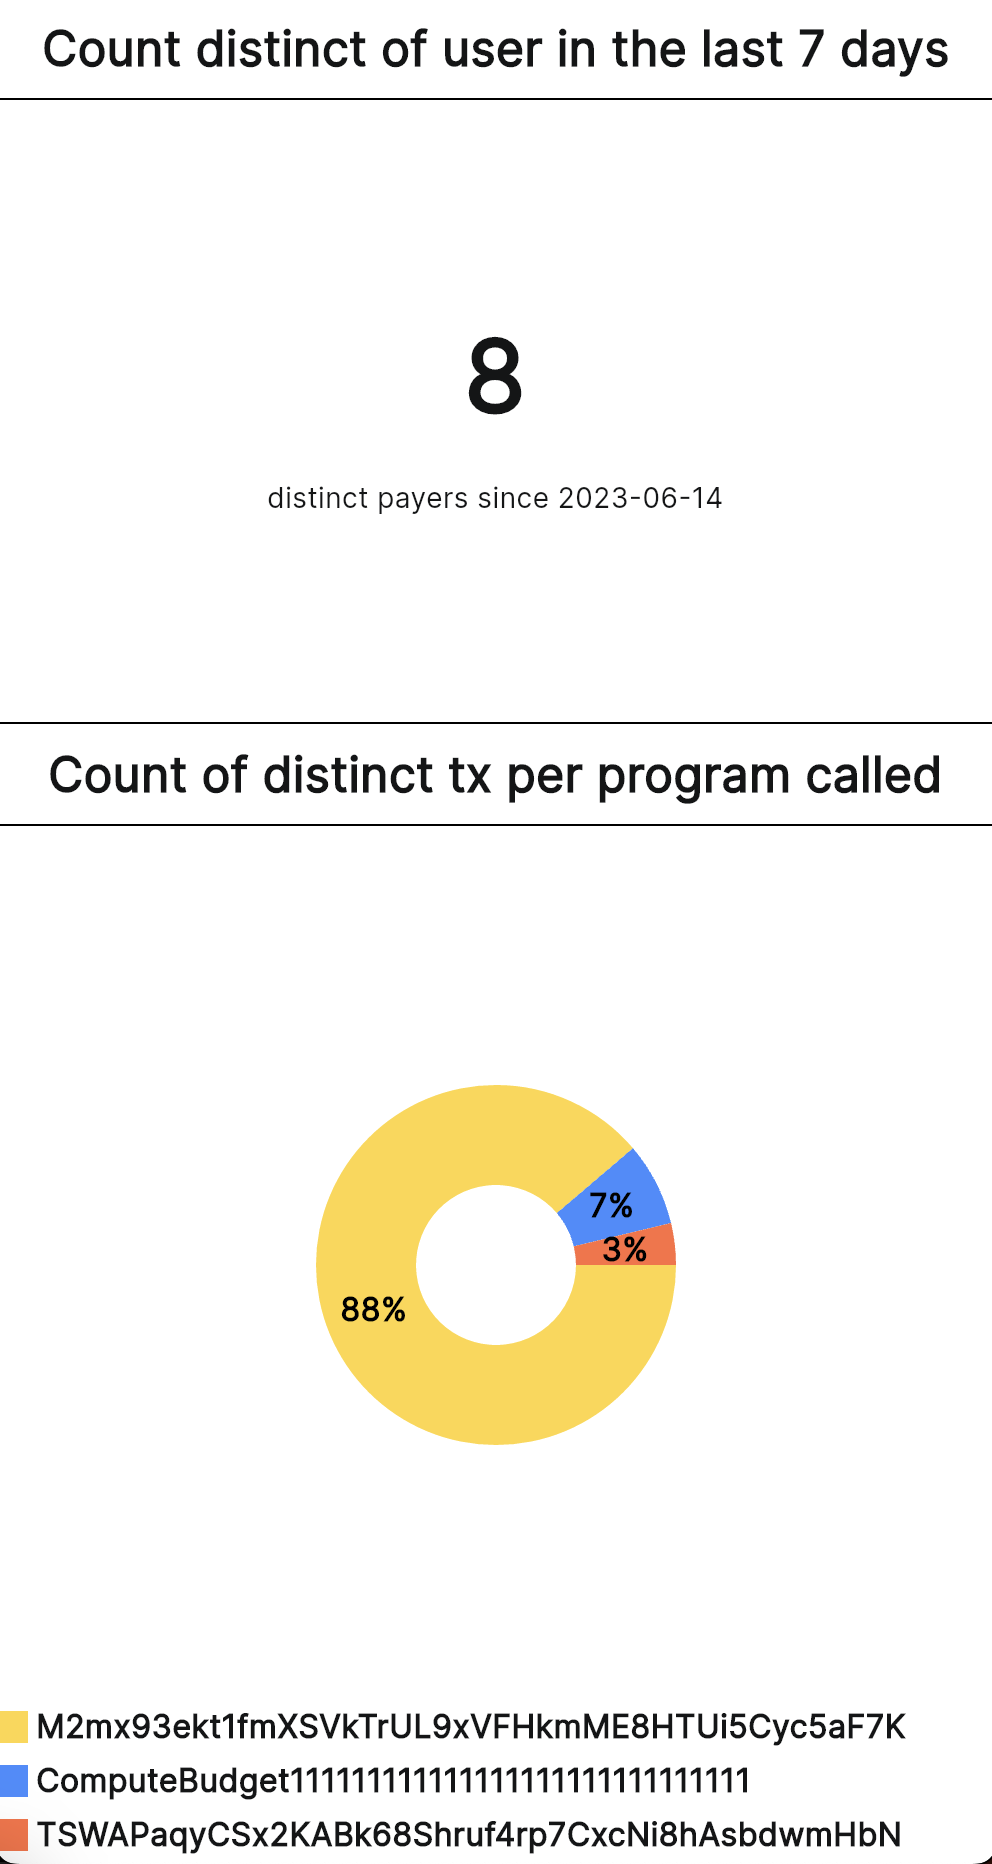 Count distinct of user in the last 7 days
8
distinct payers since 2023-06-14
Count of distinct tx per program called
7%
3%
88%
M2mx93ekt1fmXSVkTrUL9xVFHkmME8HTUi5Cyc5aF7K
ComputeBudget111111111111111111111111111111
TSWAPaqyCSx2KABk68Shruf4rp7CxcNi8hAsbdwmHbN